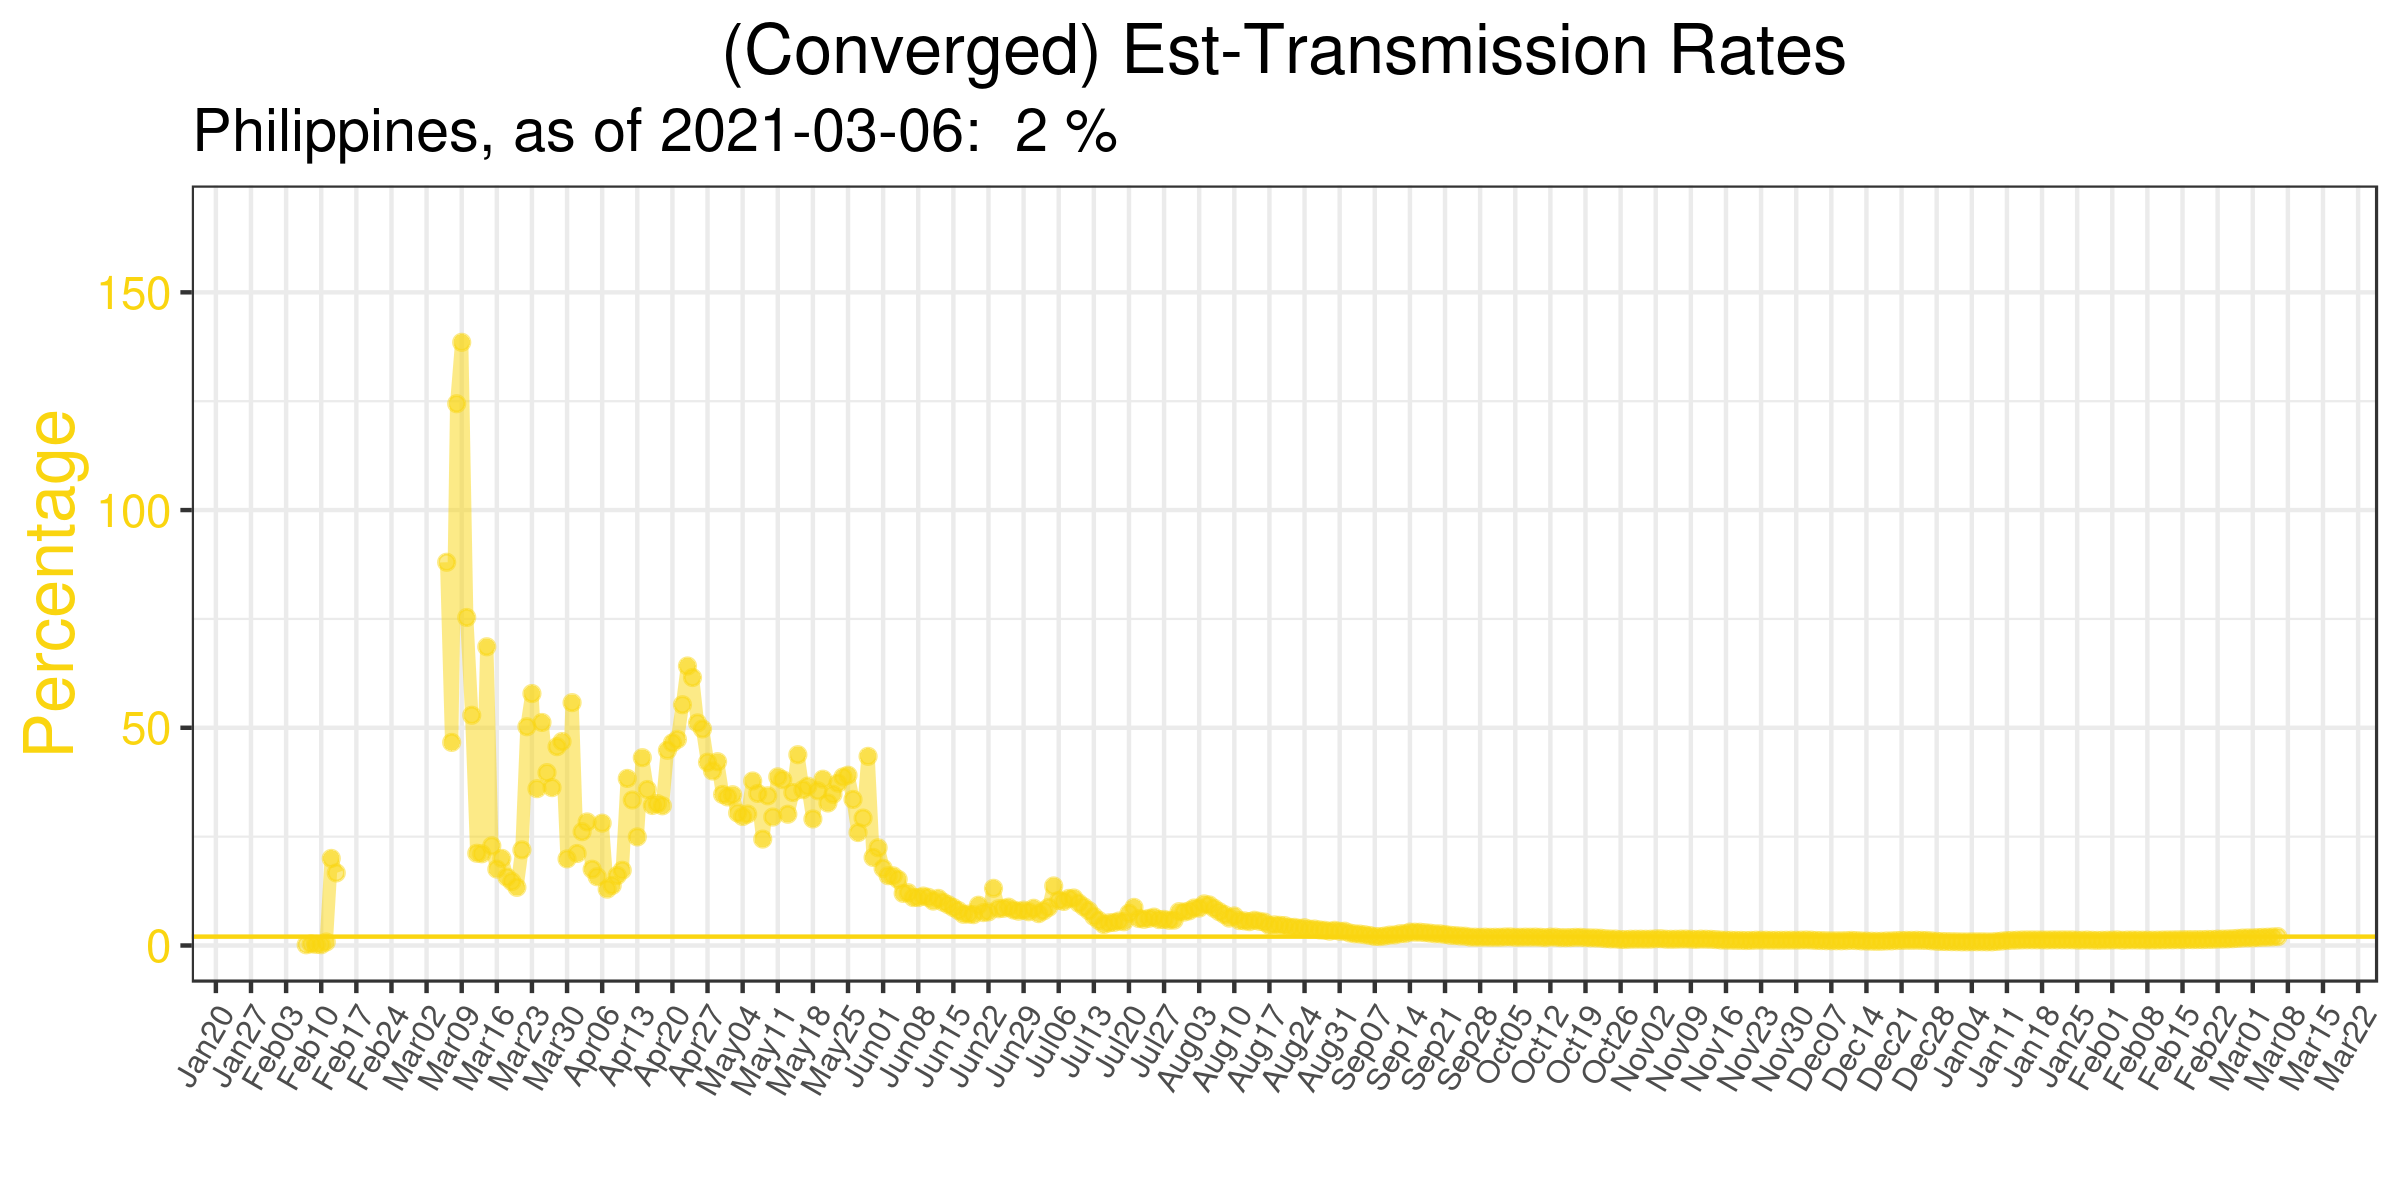 (Converged) Est-Transmission Rates
Philippines, as of 2021-03-06:  2 %
Percentage
150
100
50
0
Jan20
Jan27
Feb03
Feb10
Feb17
Feb24
Mar02
Mar09
Mar16
Mar23
Mar30
Apr06
Apr13
Apr20
Apr27
May04
May11
May18
May25
Jun01
Jun08
Jun15
Jun22
Jun29
Jul06
Jul13
Jul20
Jul27
Aug03
Aug10
Aug17
Aug24
Aug31
Sep07
Sep14
Sep21
Sep28
Oct05
Oct12
Oct19
Oct26
Nov02
Nov09
Nov16
Nov23
Nov30
Dec07
Dec14
Dec21
Dec28
Jan04
Jan11
Jan18
Jan25
Feb01
Feb08
Feb15
Feb22
Mar01
Mar08
Mar15
Mar22